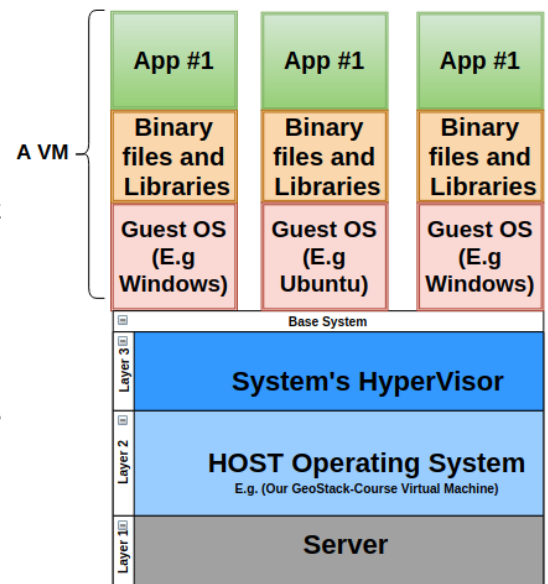 App #1
App #1
App #1
A VM
Binary
files and
Libraries
Binary
files and
Libraries
Binary
files and
Libraries
Guest OS
(E.g
Windows)
Guest OS
(E.g
Ubuntu)
Guest OS
(E.g
Windows)
Base System
Layer 3
System's HyperVisor
Layer 2
HOST Operating System
E.g. (Our GeoStack-Course Virtual Machine)
Layer 1
Server